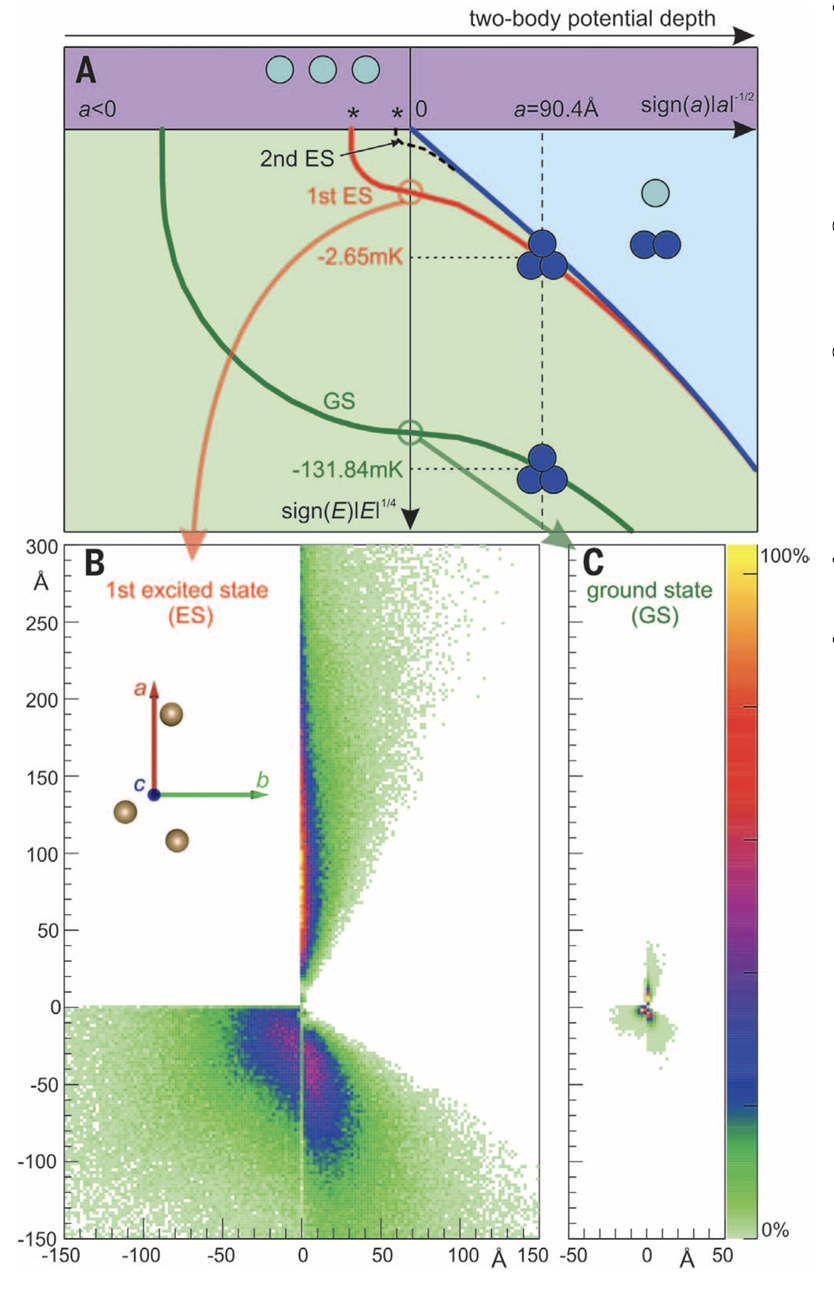 two-body potential depth
A
a<0
*
*
0
a=90.4Å
sign(a)|a|-1/2
2nd ES
1st ES
-2.65mK
GS
-131.84mK
sign(E)|E|1/4
300
Å
B
1st excited state
(ES)
C
ground state
(GS)
100%
250
200
a
150
c
b
100
50
0
-50
-100
0%
-150
-150
-100
-50
0
50
Å
100
150
-50
0
Å
50